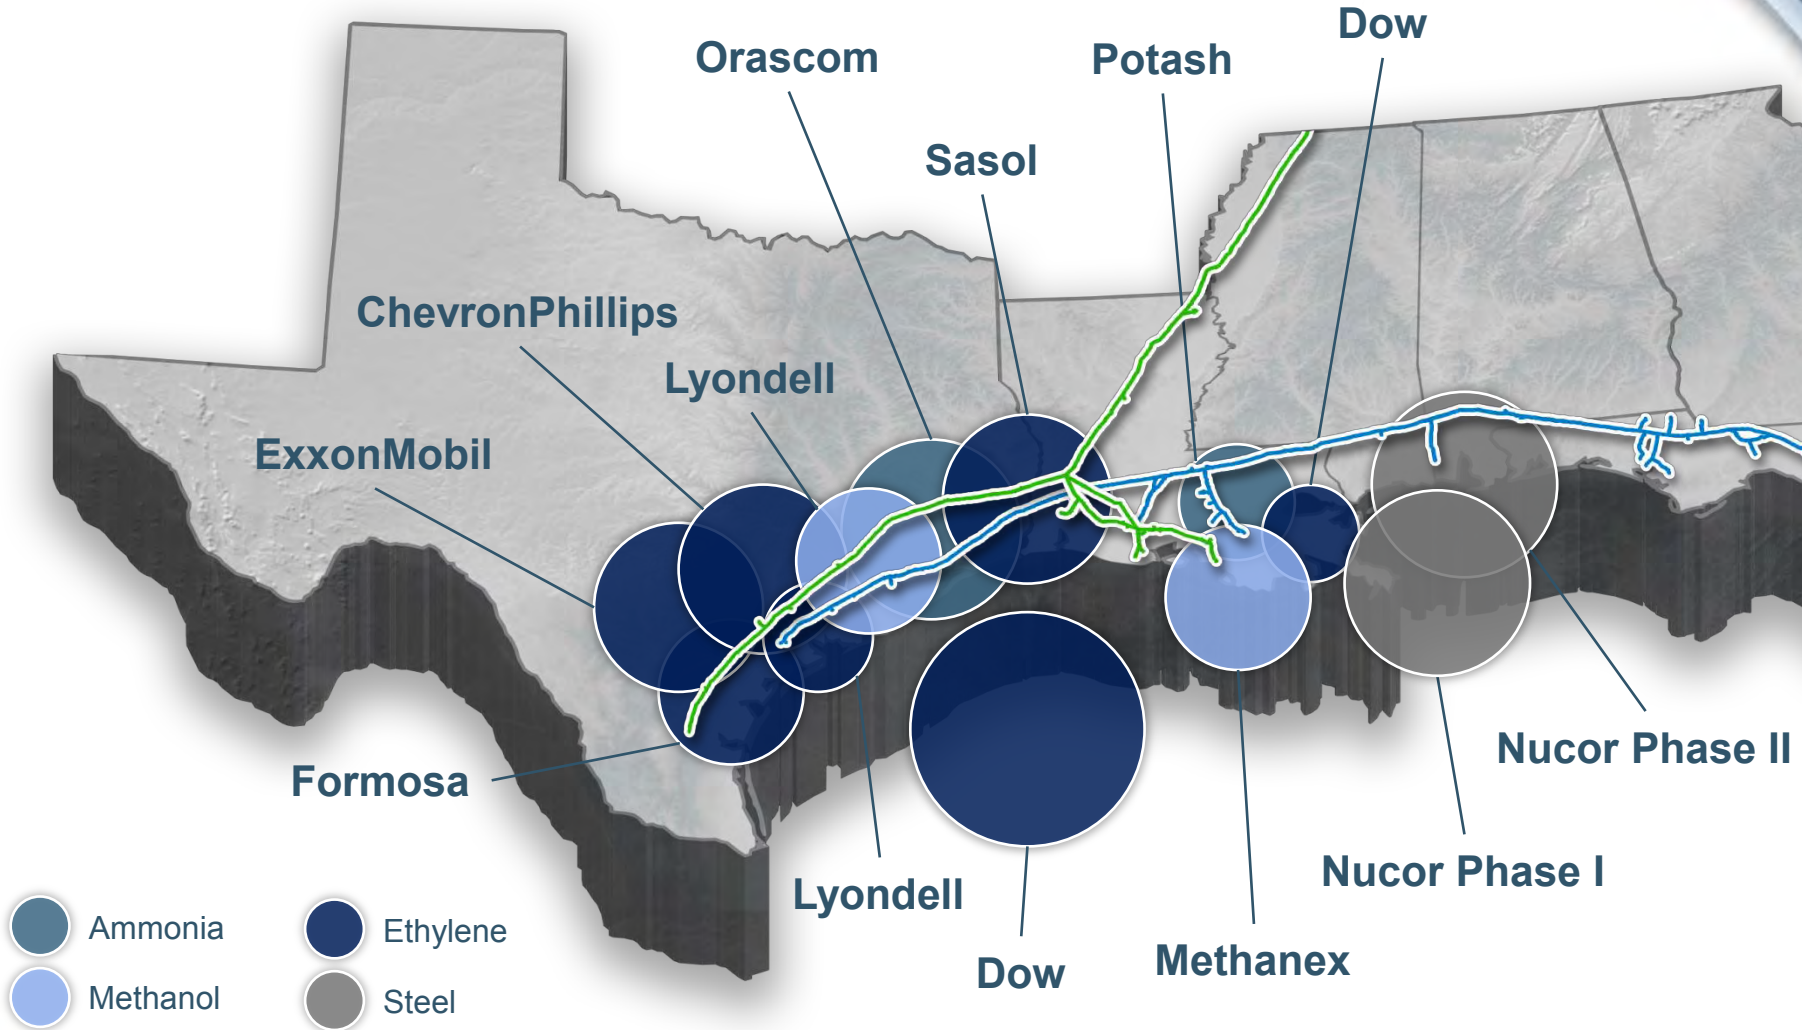 Dow
Orascom
Potash
Sasol
ChevronPhillips
Lyondell
ExxonMobil
Nucor Phase II
Formosa
Nucor Phase I
Lyondell
Methanex
Dow
Ammonia
Ethylene
Methanol
Steel